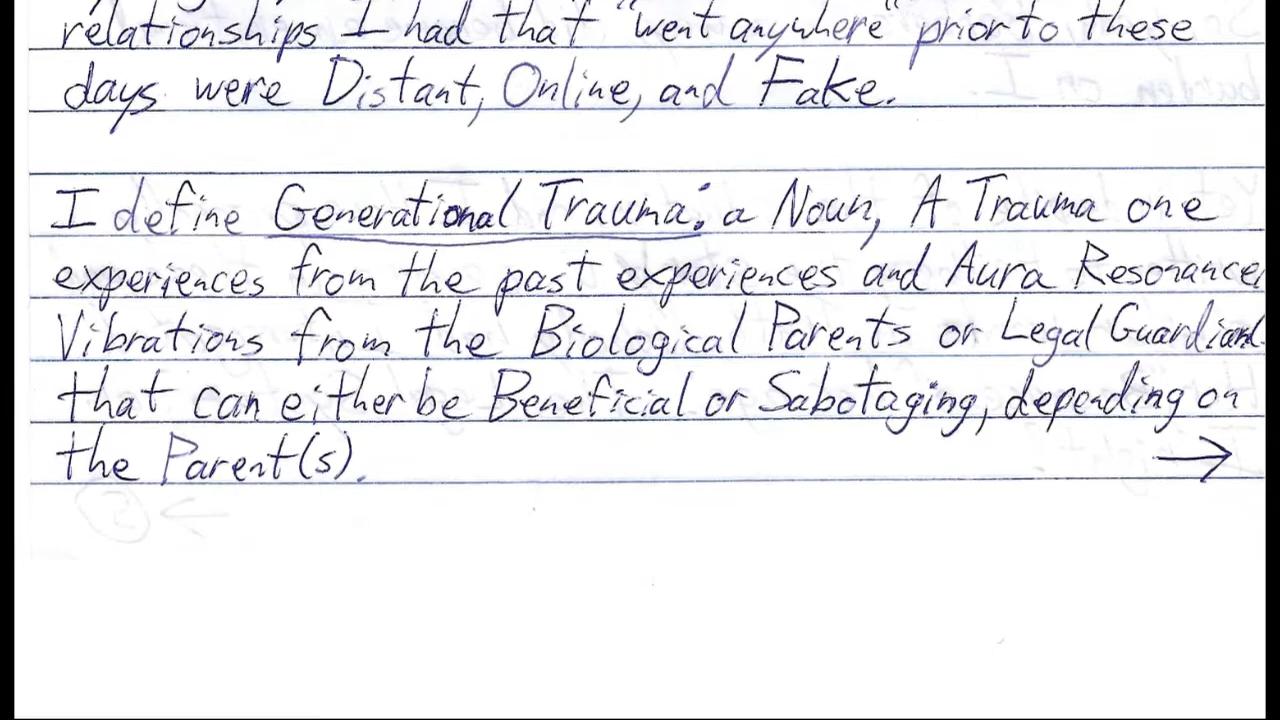 relationships I had that "went anywhere" prior to these
days were Distant, Online, and Fake.
I define Generational Trauma: a Noun, A Trauma one
experiences from the past experiences and Aura Resonance
Vibrations from the Biological Parents or Legal Guardian
that can either be Beneficial or Sabotaging, depending on
the Parent(s). →